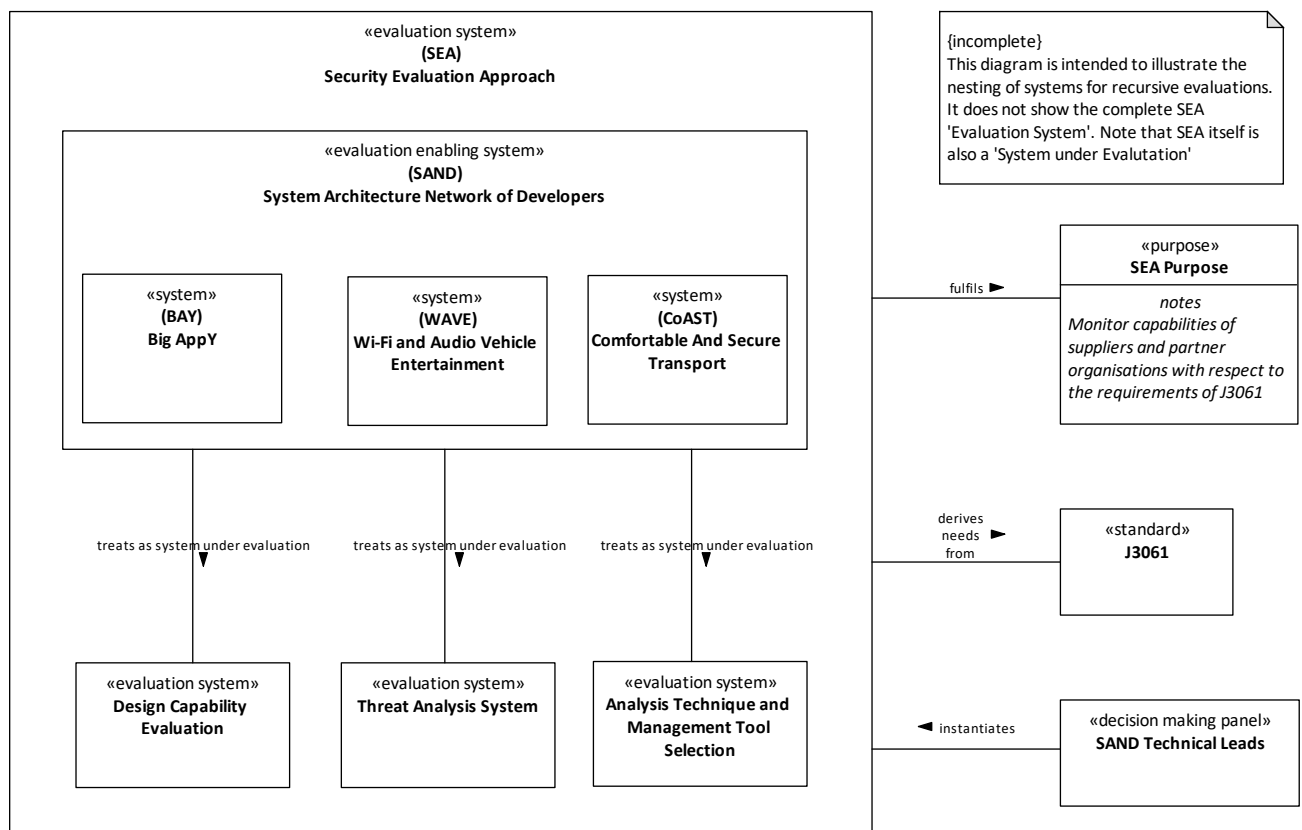 «evaluation system»
(SEA)
Security Evaluation Approach
{incomplete}
This diagram is intended to illustrate the
nesting of systems for recursive evaluations.
It does not show the complete SEA
'Evaluation System'. Note that SEA itself is
also a 'System under Evalutation'
«evaluation enabling system»
(SAND)
System Architecture Network of Developers
«system»
(BAY)
Big AppY
«system»
(WAVE)
Wi-Fi and Audio Vehicle
Entertainment
«system»
(CoAST)
Comfortable And Secure
Transport
fulfils
«purpose»
SEA Purpose
notes
Monitor capabilities of
suppliers and partner
organisations with respect to
the requirements of J3061
treats as system under evaluation
treats as system under evaluation
treats as system under evaluation
derives
needs
from
«standard»
J3061
«evaluation system»
Design Capability
Evaluation
«evaluation system»
Threat Analysis System
«evaluation system»
Analysis Technique and
Management Tool
Selection
instantiates
«decision making panel»
SAND Technical Leads